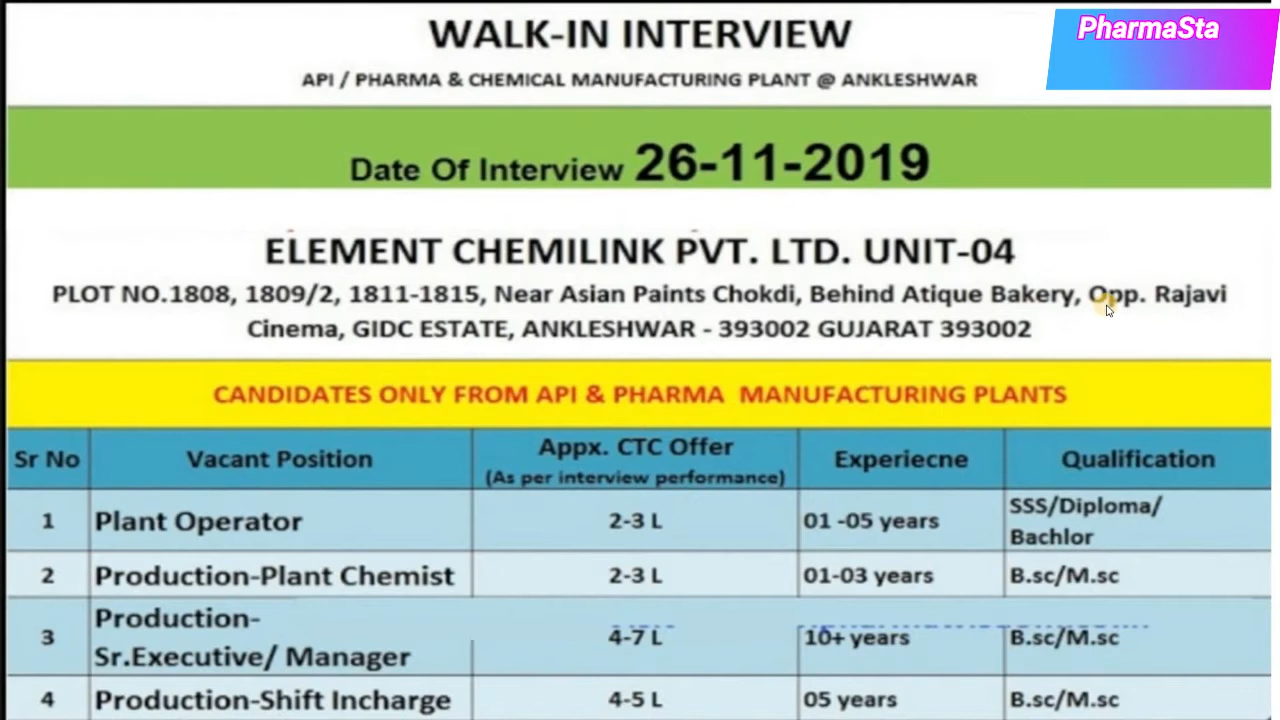 WALK-IN INTERVIEW
PharmaSta
API / PHARMA & CHEMICAL MANUFACTURING PLANT @ ANKLESHWAR
Date Of Interview 26-11-2019
ELEMENT CHEMILINK PVT. LTD. UNIT-04
PLOT NO.1808, 1809/2, 1811-1815, Near Asian Paints Chokdi, Behind Atique Bakery, Opp. Rajavi
Cinema, GIDC ESTATE, ANKLESHWAR - 393002 GUJARAT 393002
CANDIDATES ONLY FROM API & PHARMA MANUFACTURING PLANTS
Sr No Vacant Position Appx. CTC Offer (As per interview performance) Experiecne Qualification
1 Plant Operator 2-3 L 01 -05 years SSS/Diploma/ Bachlor
2 Production-Plant Chemist 2-3 L 01-03 years B.sc/M.sc
3 Production- Sr.Executive/ Manager 4-7 L 10+ years B.sc/M.sc
4 Production-Shift Incharge 4-5 L 05 years B.sc/M.sc